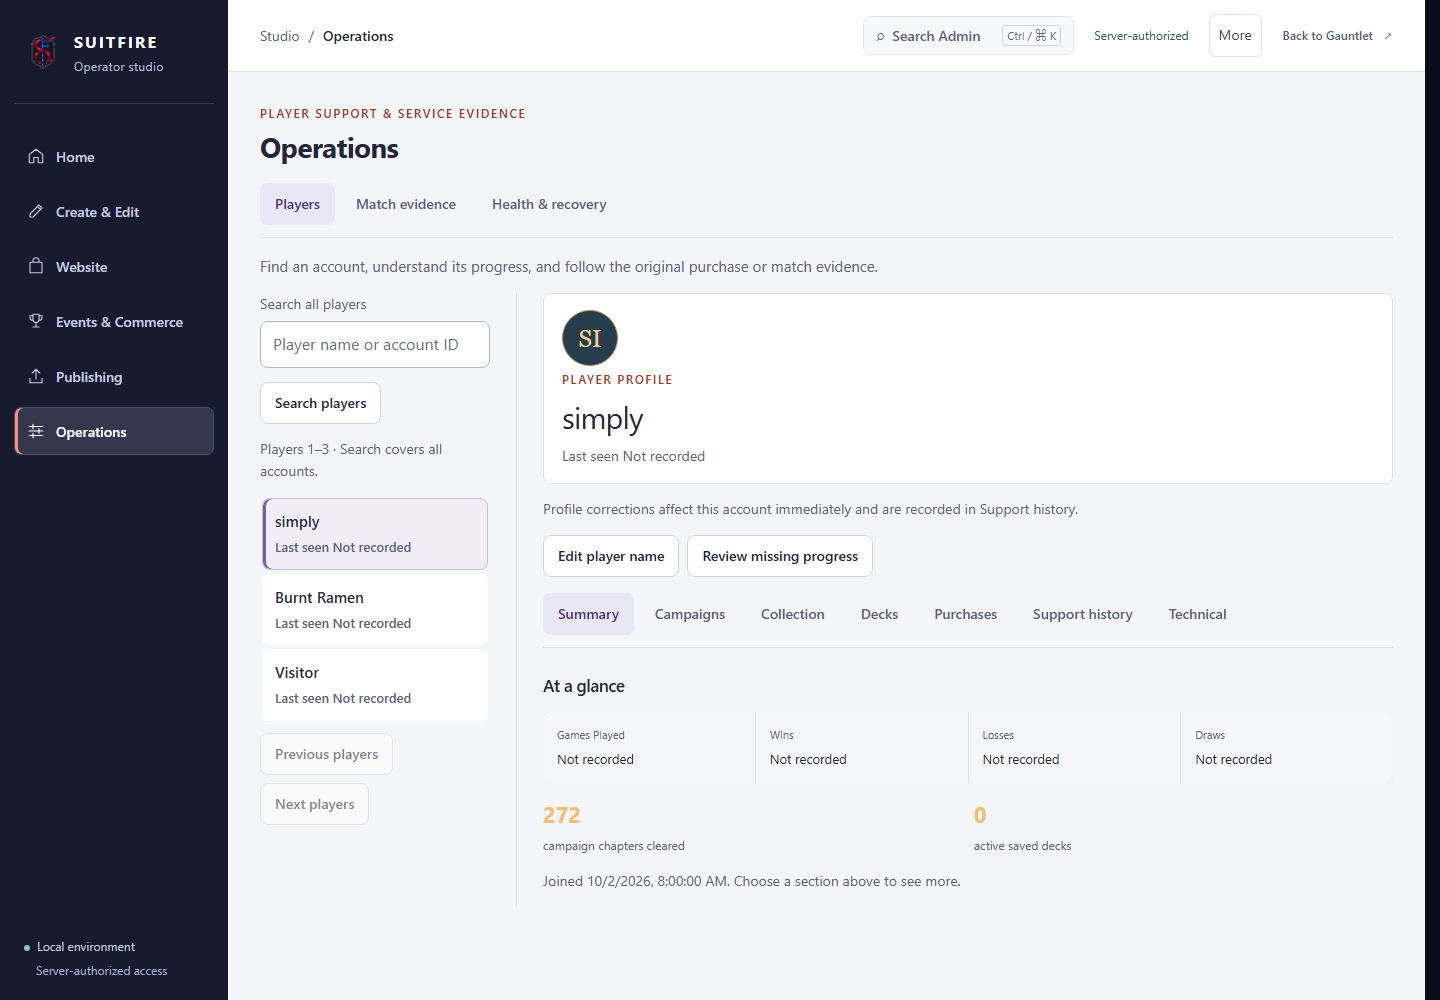 SUITFIRE
Operator studio
Home
Create & Edit
Website
Events & Commerce
Publishing
Operations
Local environment
Server-authorized access
Studio / Operations
Search Admin
Ctrl / ⌘ K
Server-authorized
More
Back to Gauntlet ↗
PLAYER SUPPORT & SERVICE EVIDENCE
Operations
Players
Match evidence
Health & recovery
Find an account, understand its progress, and follow the original purchase or match evidence.
Search all players
Player name or account ID
Search players
Players 1–3 · Search covers all
accounts.
simply
Last seen Not recorded
Burnt Ramen
Last seen Not recorded
Visitor
Last seen Not recorded
Previous players
Next players
SI
PLAYER PROFILE
simply
Last seen Not recorded
Profile corrections affect this account immediately and are recorded in Support history.
Edit player name
Review missing progress
Summary
Campaigns
Collection
Decks
Purchases
Support history
Technical
At a glance
Games Played
Not recorded
Wins
Not recorded
Losses
Not recorded
Draws
Not recorded
272
campaign chapters cleared
0
active saved decks
Joined 10/2/2026, 8:00:00 AM. Choose a section above to see more.